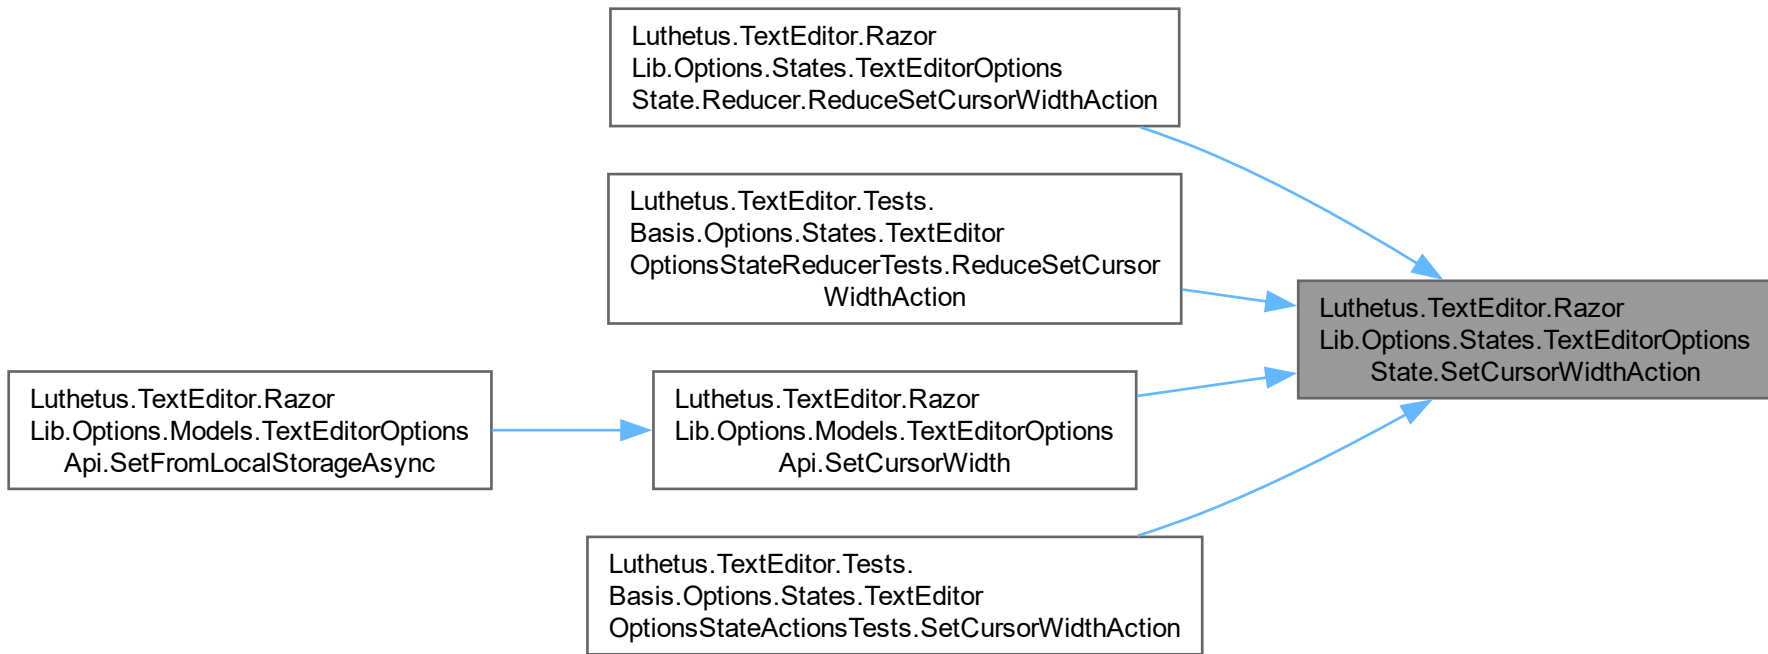 Luthetus.TextEditor.Razor
Lib.Options.States.TextEditorOptions
State.Reducer.ReduceSetCursorWidthAction
Luthetus.TextEditor.Tests.
Basis.Options.States.TextEditor
OptionsStateReducerTests.ReduceSetCursor
WidthAction
Luthetus.TextEditor.Razor
Lib.Options.States.TextEditorOptions
State.SetCursorWidthAction
Luthetus.TextEditor.Razor
Lib.Options.Models.TextEditorOptions
Api.SetFromLocalStorageAsync
Luthetus.TextEditor.Razor
Lib.Options.Models.TextEditorOptions
Api.SetCursorWidth
Luthetus.TextEditor.Tests.
Basis.Options.States.TextEditor
OptionsStateActionsTests.SetCursorWidthAction